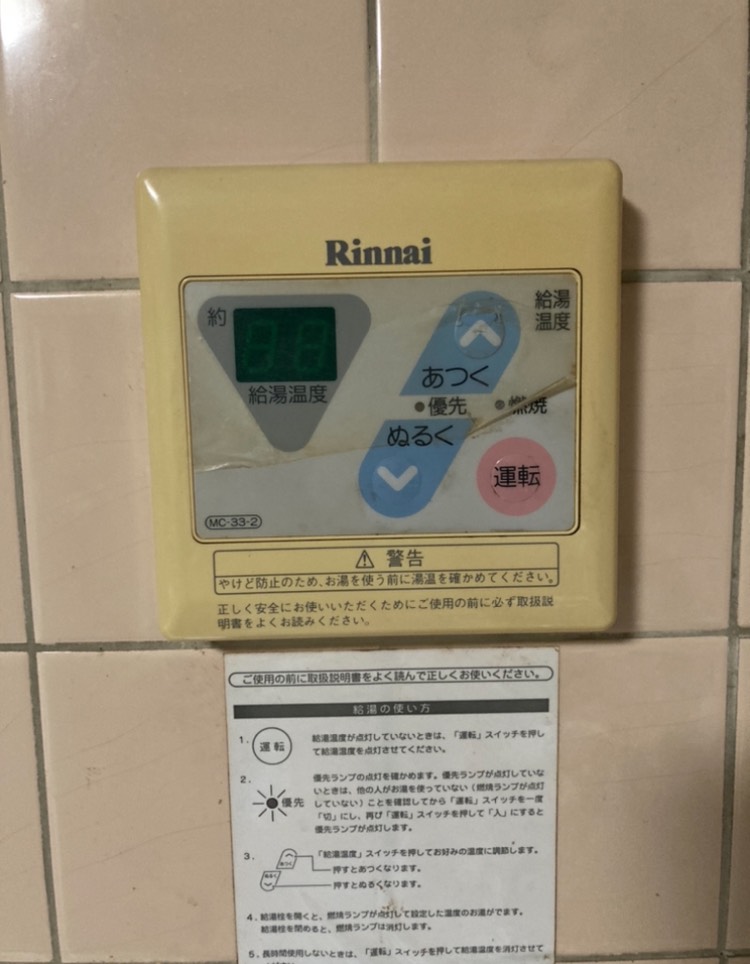 Rinnai
約
給湯温度
給湯
温度
あつく
優先
燃焼
ぬるく
運転
MC-33-2
警告
やけど防止のため、お湯を使う前に湯温を確かめてください。
正しく安全にお使いいただくためにご使用の前に必ず取扱説
明書をよくお読みください。
ご使用の前に取扱説明書をよく読んで正しくお使いください。
給湯の使い方
1. 運転 給湯温度が点灯していないときは、「運転」スイッチを押し
て給湯温度を点灯させてください。
2. 優先 優先ランプの点灯を確かめます。優先ランプが点灯していな
いときは、他の人がお湯を使っていない(燃焼ランプが点灯
していない)ことを確認してから「運転」スイッチを一度
「切」にし、再び「運転」スイッチを押して「入」にすると
優先ランプが点灯します。
3. 「給湯温度」スイッチを押してお好みの温度に調節します。
あつく 押すとあつくなります。
ぬるく 押すとぬるくなります。
4. 給湯栓を開くと、燃焼ランプが点灯して設定した温度のお湯がでます。
給湯栓を閉めると、燃焼ランプは消灯します。
5. 長時間使用しないときは、「運転」スイッチを押して給湯温度を消灯させて